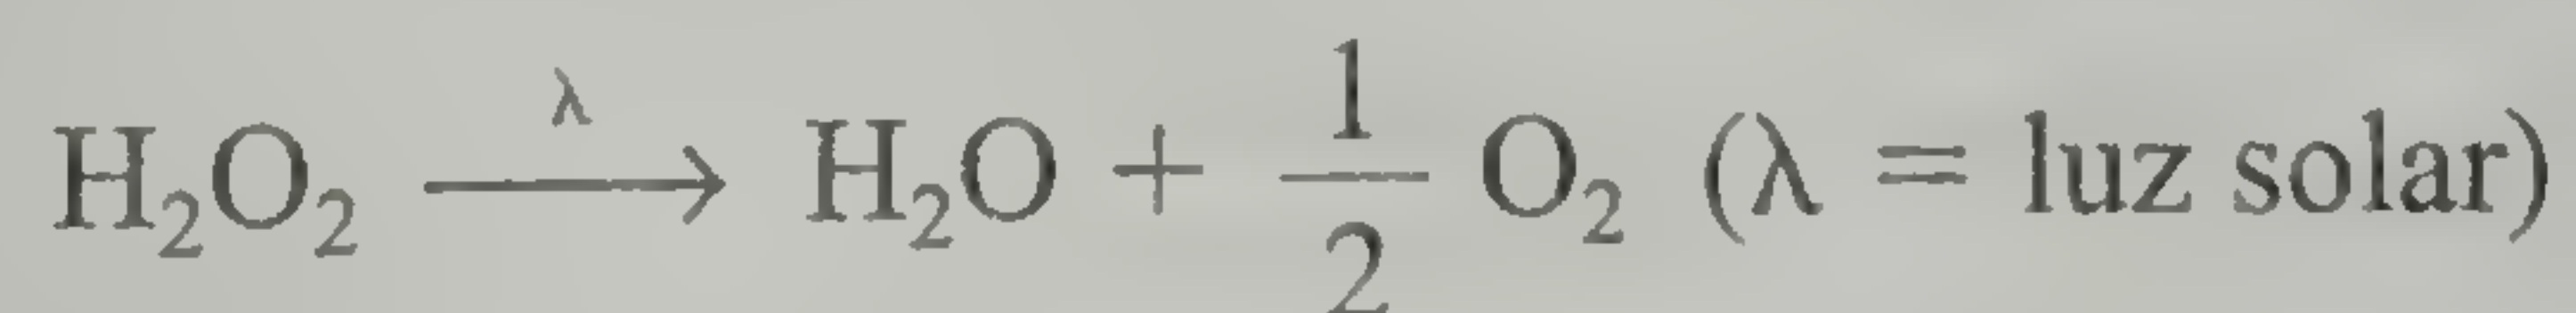 H₂O₂ —λ→ H₂O + 1/2 O₂ (λ = luz solar)